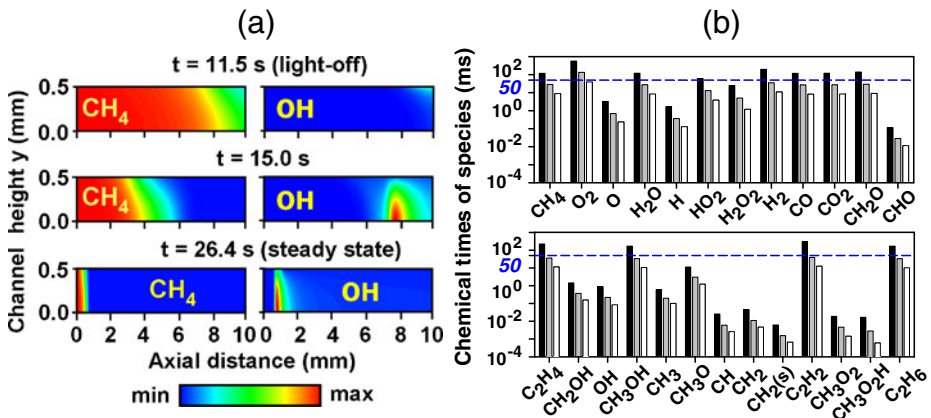 (a)
t = 11.5 s (light-off)
0.5
0.0
CH4
OH
t = 15.0 s
0.5
0.0
CH4
OH
t = 26.4 s (steady state)
0.5
0.0
CH4
OH
0 2 4 6 8 10
0 2 4 6 8 10
Channel height y (mm)
Axial distance (mm)
min
max
(b)
Chemical times of species (ms)
10^2
50
10^0
10^-2
10^-4
CH4 O2 O H2O H HO2 H2O2 H2 CO CO2 CH2O CHO
10^2
50
10^0
10^-2
10^-4
C2H4 CH2OH OH CH3OH CH3 CH3O CH CH2 CH2(s) C2H2 CH3O2 CH3O2H C2H6